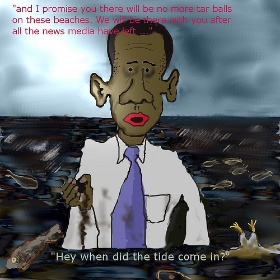 "and I promise you there will be no more tar balls
on these beaches. We will be there with you after
all the news media have left...."
"Hey when did the tide come in?"